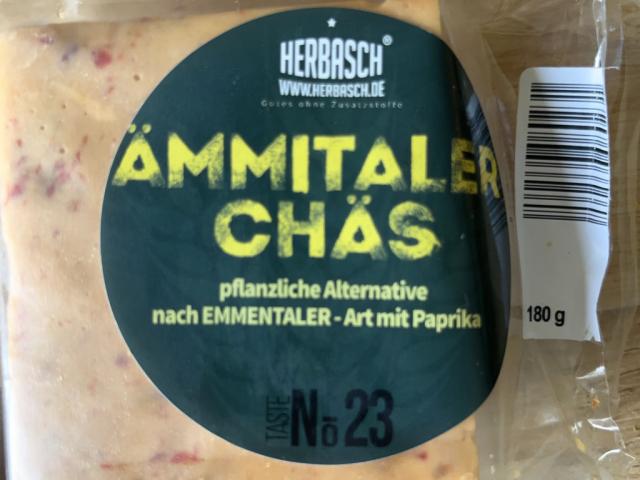 HERBASCH®
WWW.HERBASCH.DE
Gutes ohne Zusatzstoffe
ÄMMITALER
CHÄS
pflanzliche Alternative
nach EMMENTALER - Art mit Paprika
TASTE No 23
180 g